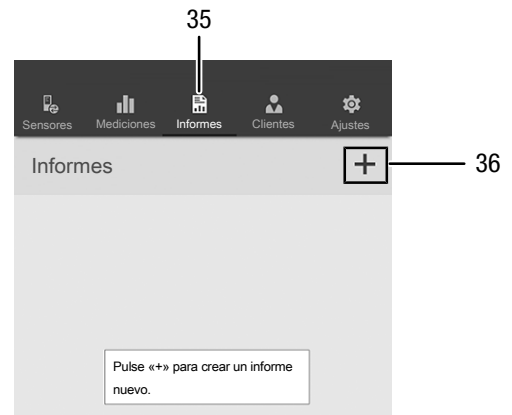 35
Sensores Mediciones Informes Clientes Ajustes
Informes
36
Pulse «+» para crear un informe
nuevo.